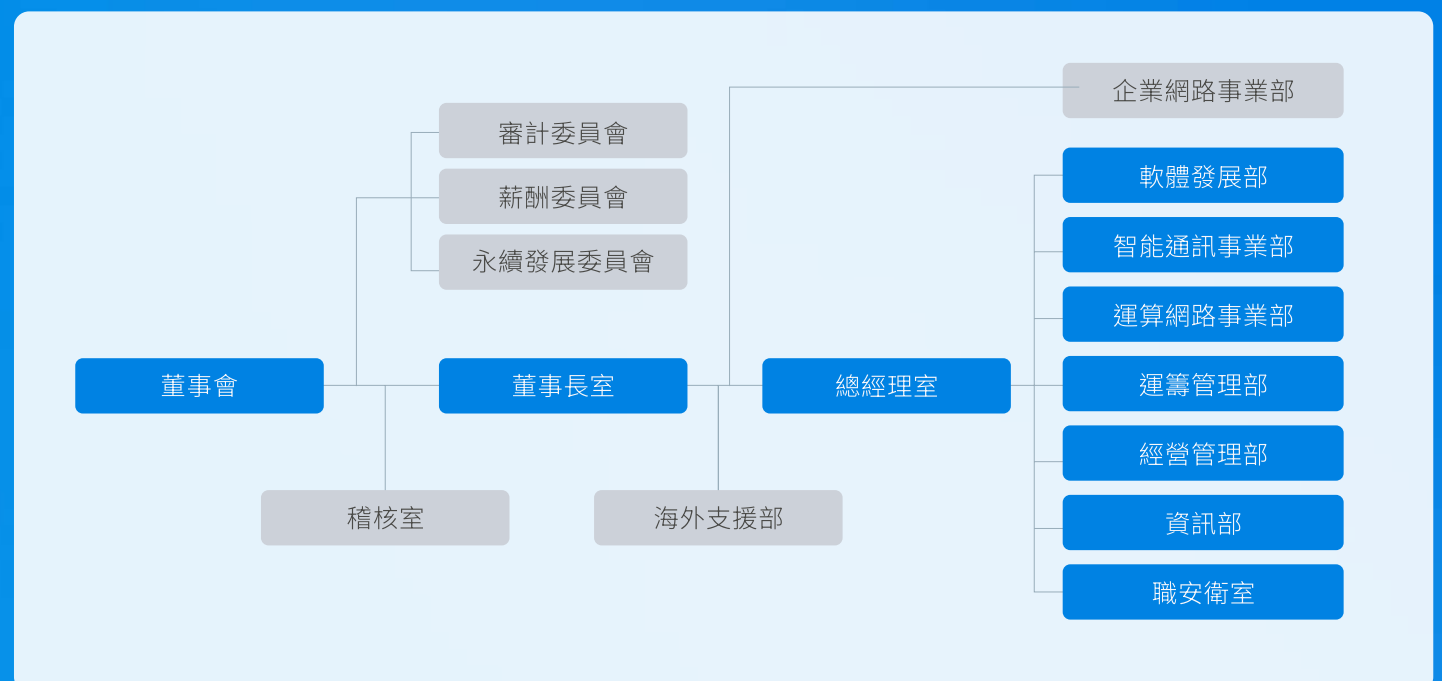 企業網路事業部
審計委員會
薪酬委員會
永續發展委員會
軟體發展部
智能通訊事業部
運算網路事業部
董事會
董事長室
總經理室
運籌管理部
經營管理部
稽核室
海外支援部
資訊部
職安衛室